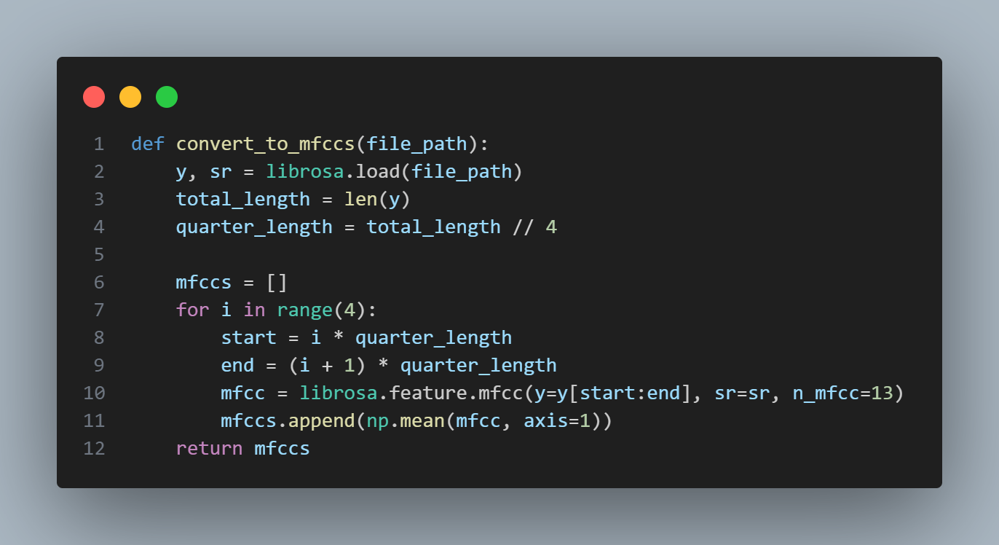 1 def convert_to_mfccs(file_path):
2     y, sr = librosa.load(file_path)
3     total_length = len(y)
4     quarter_length = total_length // 4
5
6     mfccs = []
7     for i in range(4):
8         start = i * quarter_length
9         end = (i + 1) * quarter_length
10         mfcc = librosa.feature.mfcc(y=y[start:end], sr=sr, n_mfcc=13)
11         mfccs.append(np.mean(mfcc, axis=1))
12     return mfccs